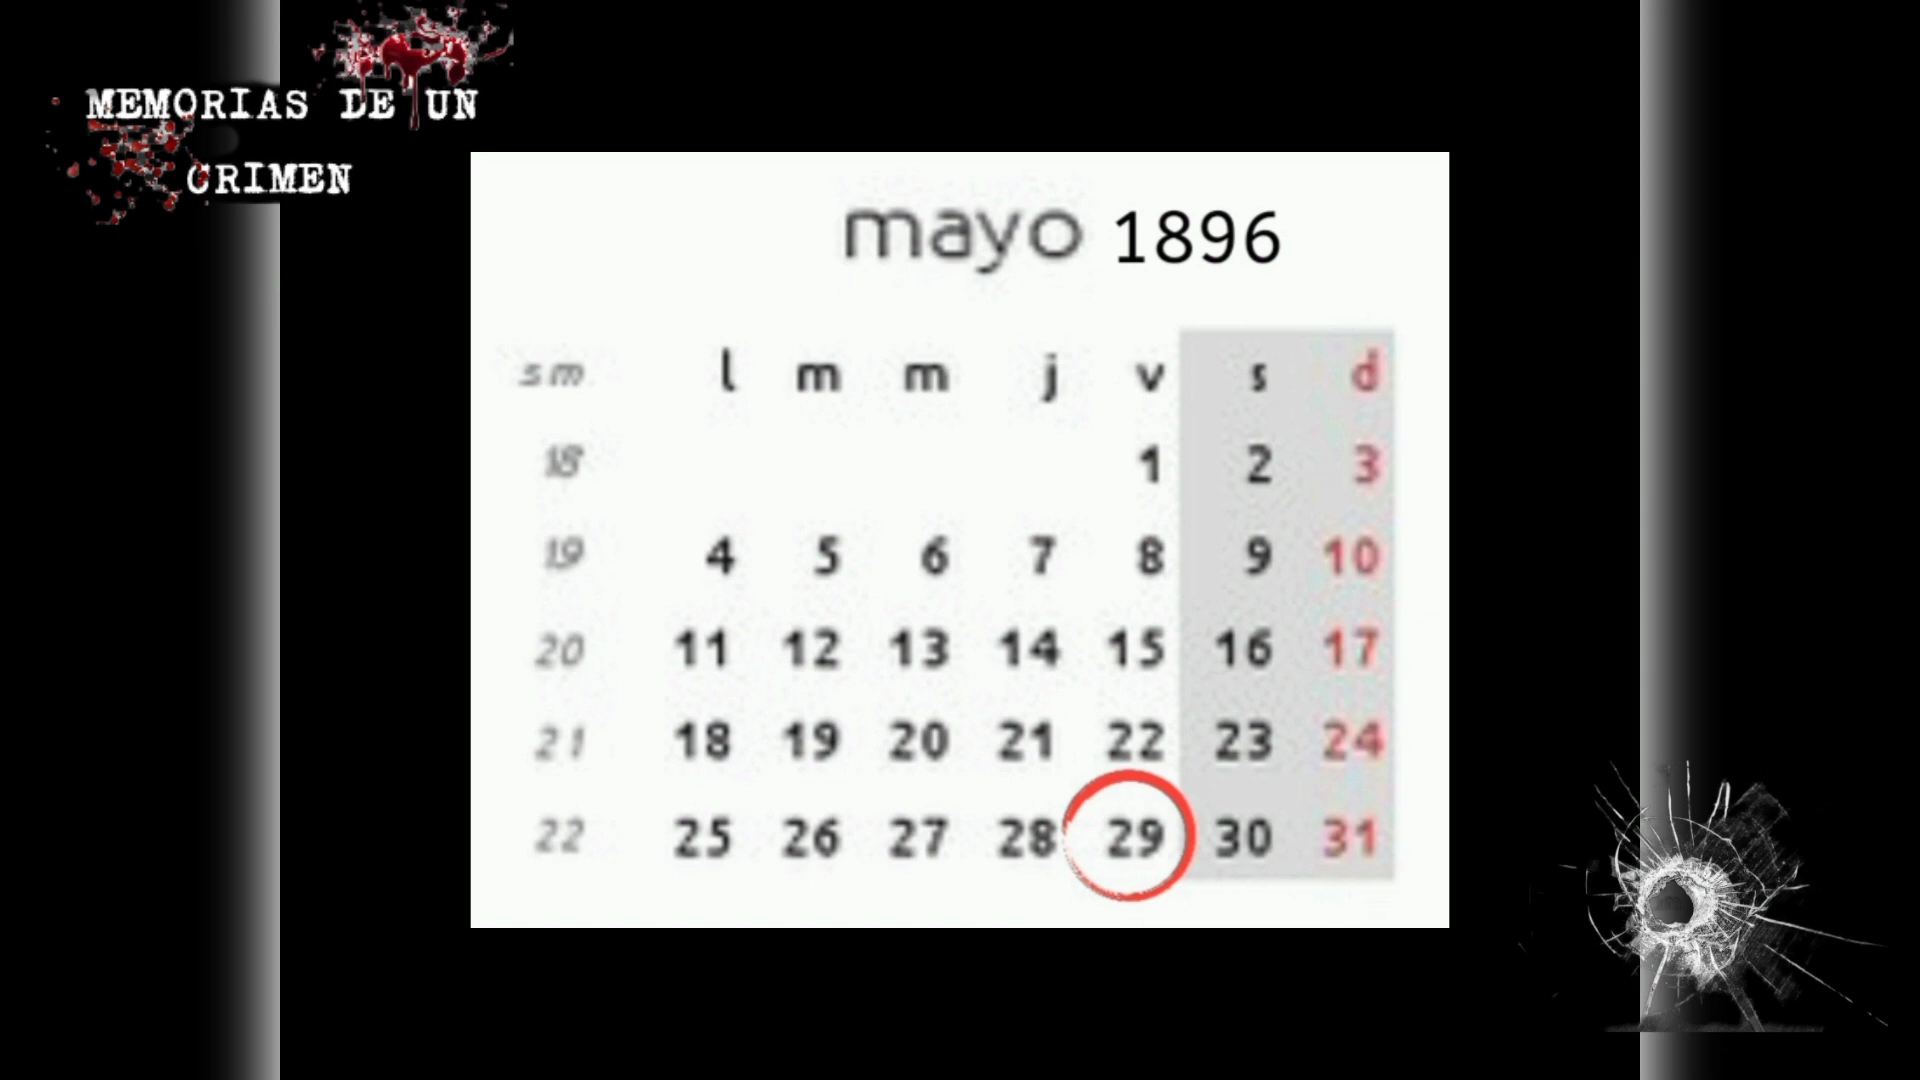 MEMORIAS DE UN
CRIMEN
mayo 1896
sm l m m j v s d
18 1 2 3
19 4 5 6 7 8 9 10
20 11 12 13 14 15 16 17
21 18 19 20 21 22 23 24
22 25 26 27 28 29 30 31